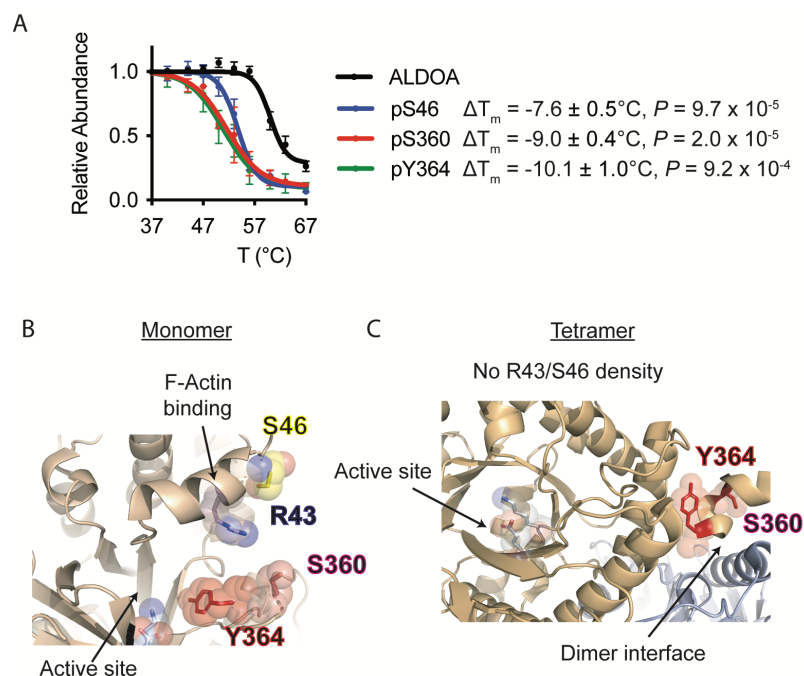 A
Relative Abundance
1.0
0.5
0.0
37 47 57 67
T (°C)
ALDOA
pS46 ΔTm = -7.6 ± 0.5°C, P = 9.7 x 10-5
pS360 ΔTm = -9.0 ± 0.4°C, P = 2.0 x 10-5
pY364 ΔTm = -10.1 ± 1.0°C, P = 9.2 x 10-4
B
Monomer
F-Actin
binding
S46
R43
S360
Y364
Active site
C
Tetramer
No R43/S46 density
Active site
Y364
S360
Dimer interface